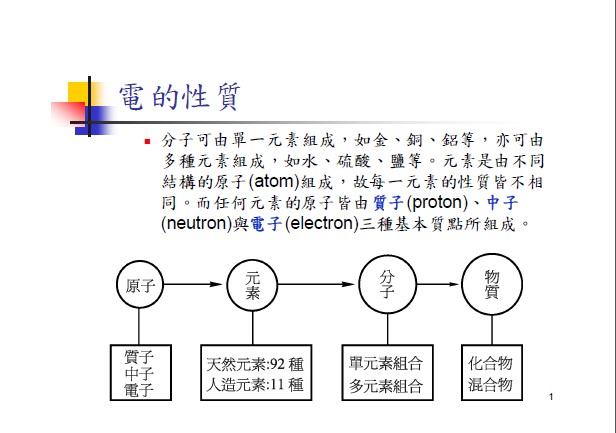 電的性質
分子可由單一元素組成，如金、銅、鋁等，亦可由
多種元素組成，如水、硫酸、鹽等。元素是由不同
結構的原子(atom)組成，故每一元素的性質皆不相
同。而任何元素的原子皆由質子(proton)、中子
(neutron)與電子(electron)三種基本質點所組成。
原子
元
素
分
子
物
質
質子
中子
電子
天然元素:92 種
人造元素:11 種
單元素組合
多元素組合
化合物
混合物
1